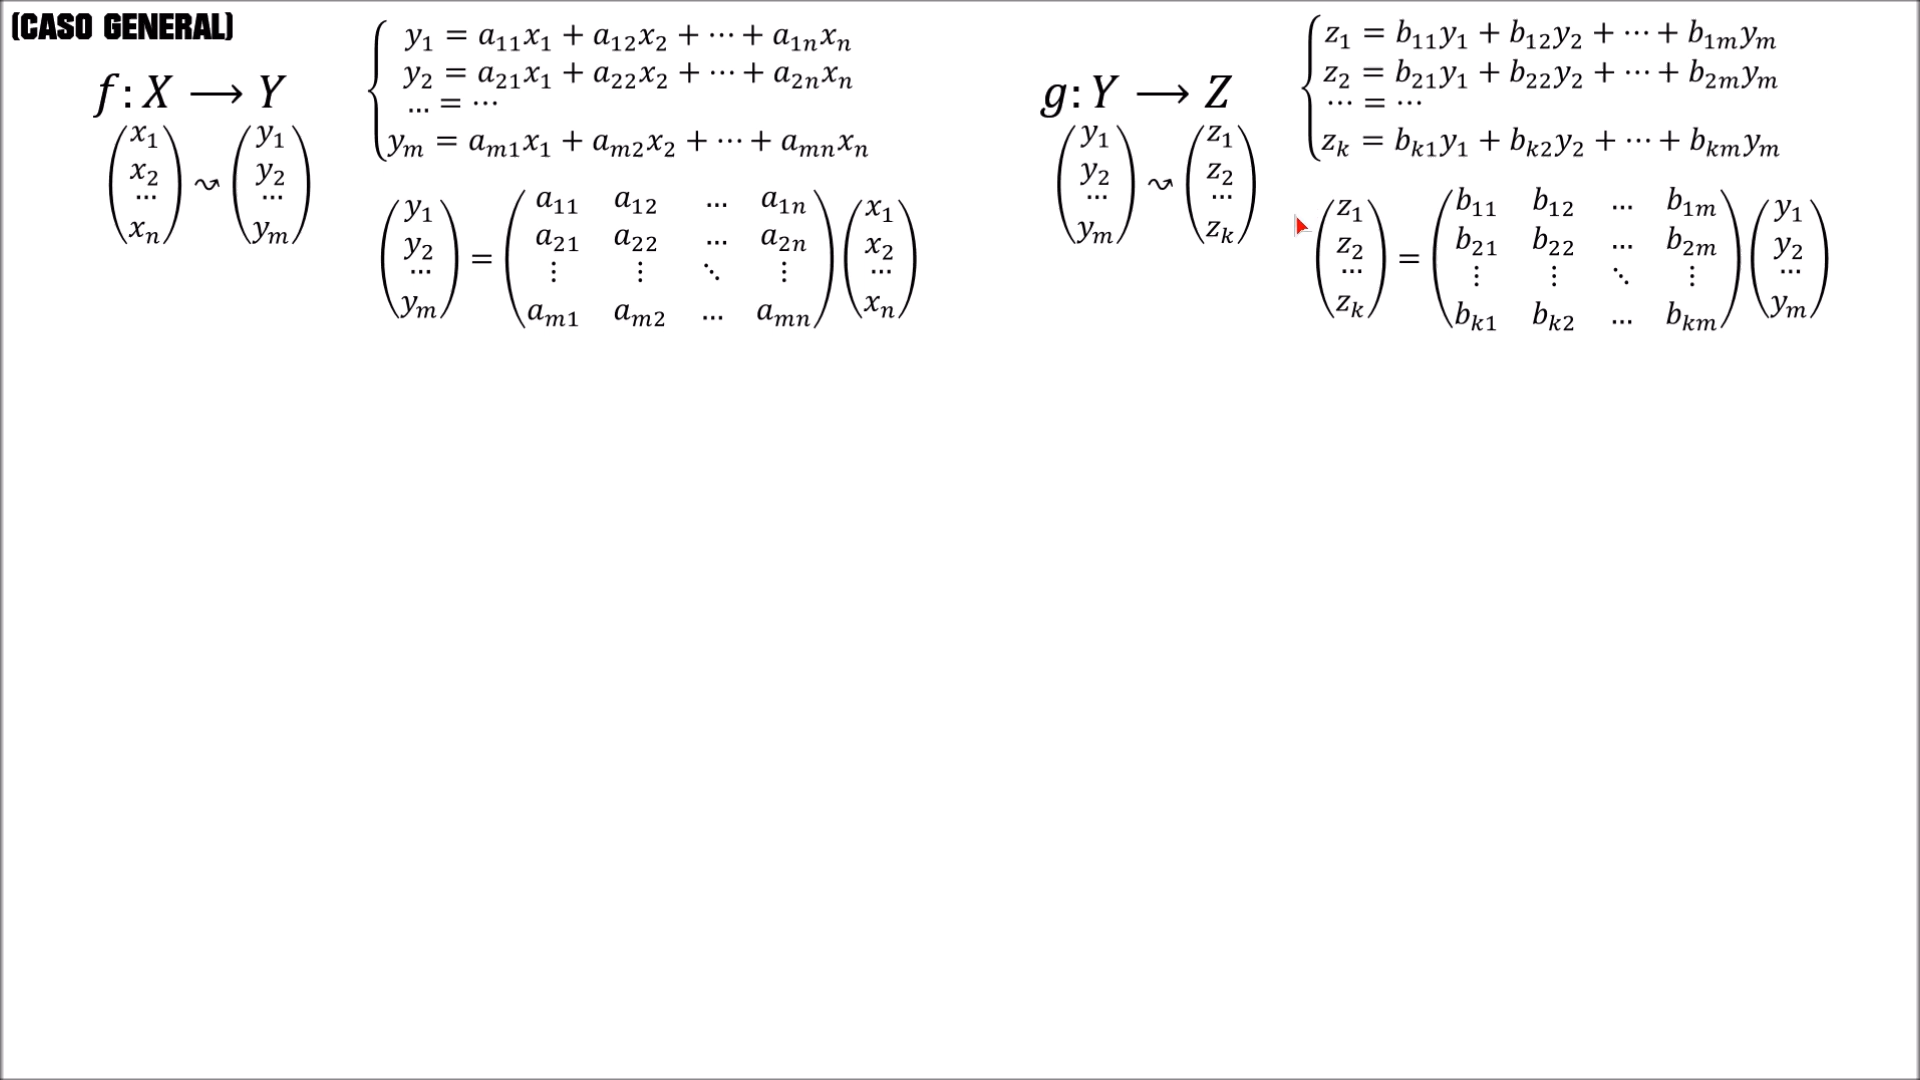 (CASO GENERAL)
f: X ⟶ Y
(x₁ x₂ ⋯ xₙ) ⤳ (y₁ y₂ ⋯ yₘ)
{ y₁ = a₁₁x₁ + a₁₂x₂ + ⋯ + a₁ₙxₙ
y₂ = a₂₁x₁ + a₂₂x₂ + ⋯ + a₂ₙxₙ
… = ⋯
yₘ = aₘ₁x₁ + aₘ₂x₂ + ⋯ + aₘₙxₙ
(y₁ y₂ ⋯ yₘ) = (a₁₁ a₁₂ … a₁ₙ
a₂₁ a₂₂ … a₂ₙ
⋮ ⋮ ⋱ ⋮
aₘ₁ aₘ₂ … aₘₙ) (x₁ x₂ ⋯ xₙ)
g: Y ⟶ Z
(y₁ y₂ ⋯ yₘ) ⤳ (z₁ z₂ ⋯ zₖ)
{ z₁ = b₁₁y₁ + b₁₂y₂ + ⋯ + b₁ₘyₘ
z₂ = b₂₁y₁ + b₂₂y₂ + ⋯ + b₂ₘyₘ
⋯ = ⋯
zₖ = bₖ₁y₁ + bₖ₂y₂ + ⋯ + bₖₘyₘ
(z₁ z₂ ⋯ zₖ) = (b₁₁ b₁₂ … b₁ₘ
b₂₁ b₂₂ … b₂ₘ
⋮ ⋮ ⋱ ⋮
bₖ₁ bₖ₂ … bₖₘ) (y₁ y₂ ⋯ yₘ)